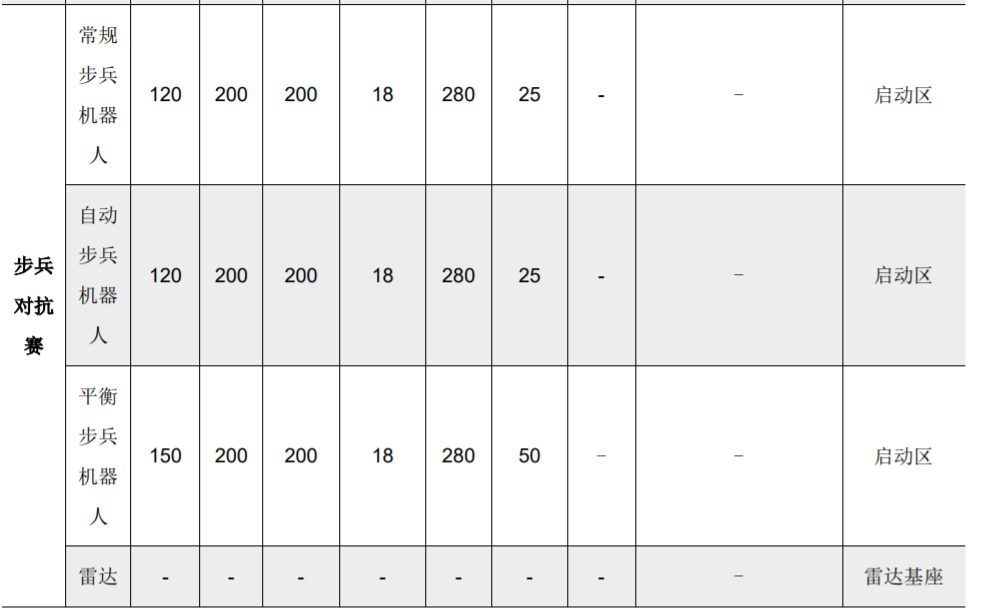 步兵
对抗
赛
常规
步兵
机器
人
120 200 200 18 280 25 - – 启动区
自动
步兵
机器
人
120 200 200 18 280 25 - – 启动区
平衡
步兵
机器
人
150 200 200 18 280 50 – – 启动区
雷达 - - - - - - - – 雷达基座